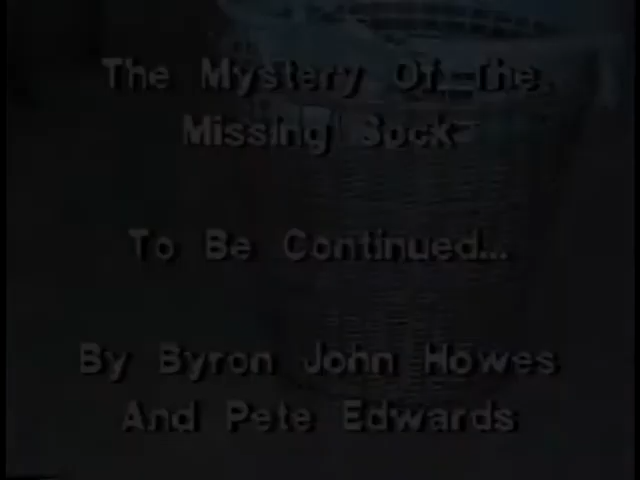 The Mystery Of The
Missing Sock
To Be Continued...
By Byron John Howes
And Pete Edwards